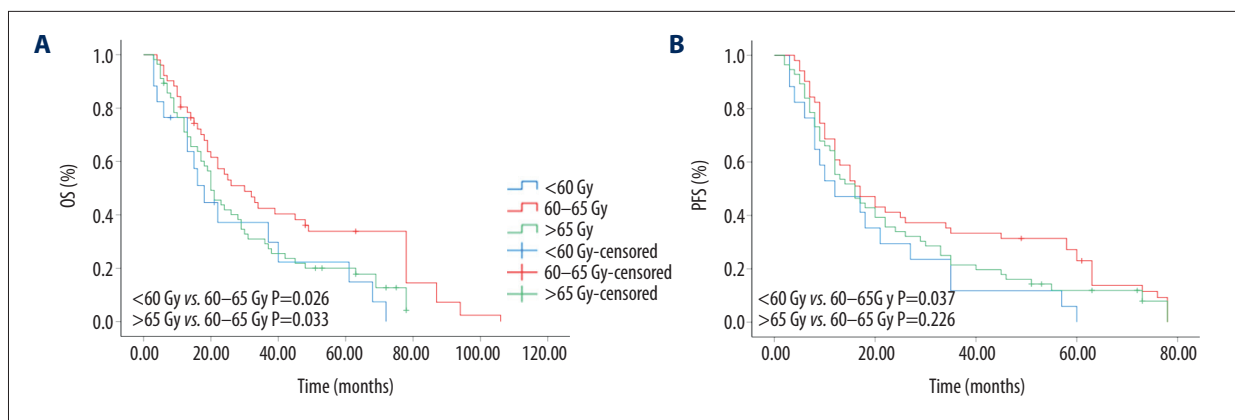 A
OS (%)
1.0
0.8
0.6
0.4
0.2
0.0
<60 Gy vs. 60–65 Gy P=0.026
>65 Gy vs. 60–65 Gy P=0.033
0.00 20.00 40.00 60.00 80.00 100.00 120.00
Time (months)
<60 Gy
60–65 Gy
>65 Gy
<60 Gy-censored
60–65 Gy-censored
>65 Gy-censored
B
PFS (%)
1.0
0.8
0.6
0.4
0.2
0.0
<60 Gy vs. 60–65G y P=0.037
>65 Gy vs. 60–65 Gy P=0.226
0.00 20.00 40.00 60.00 80.00
Time (months)